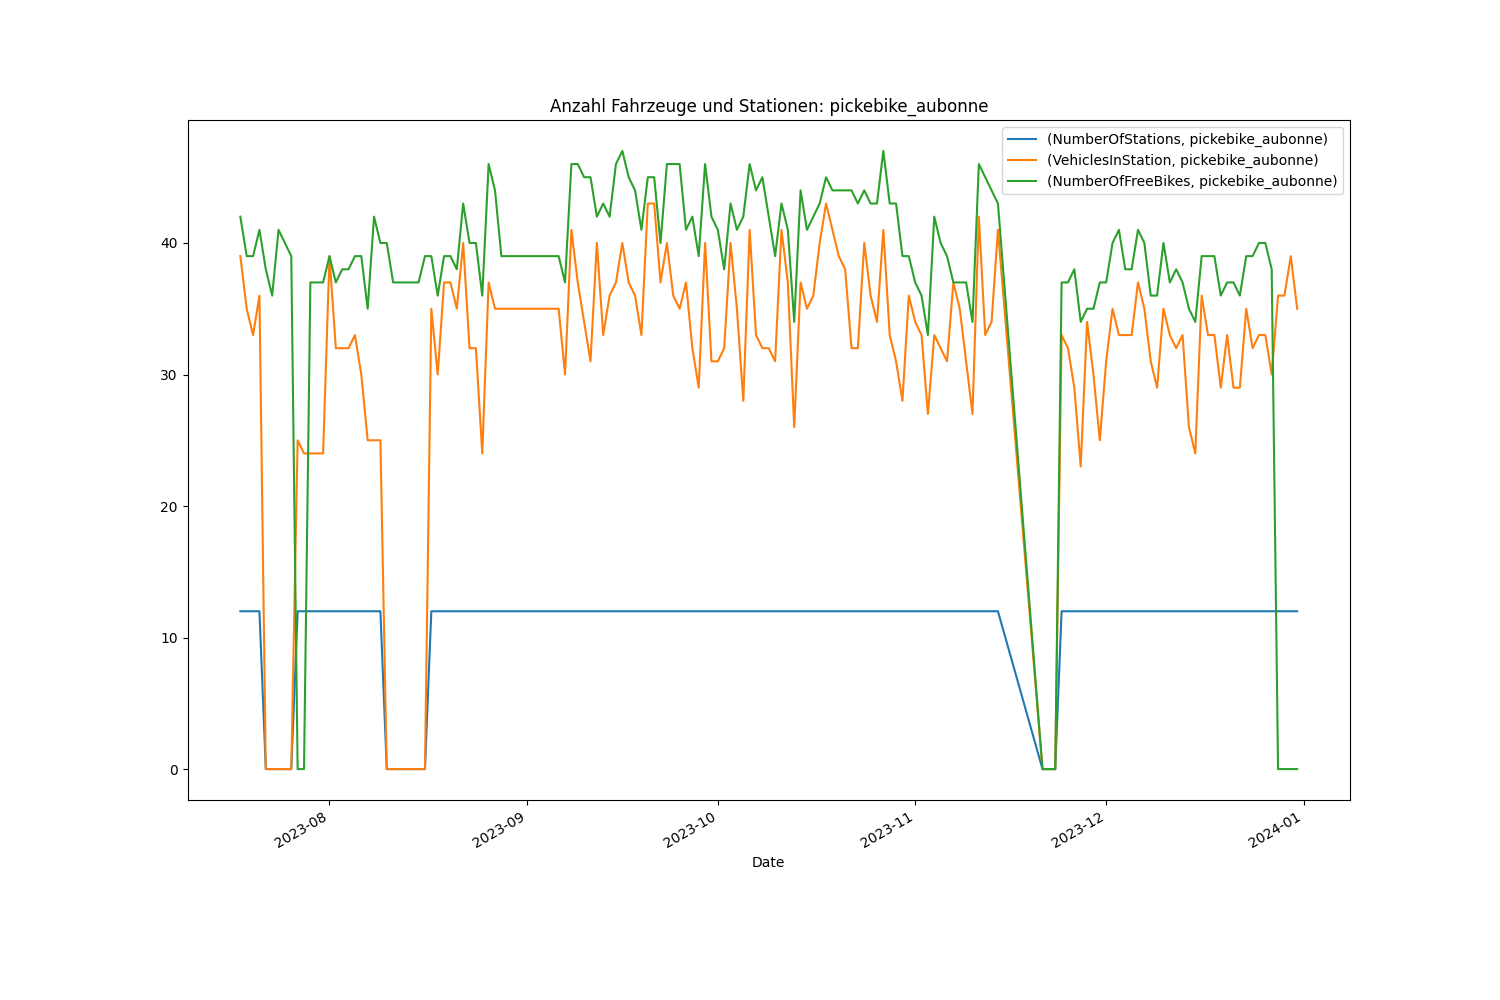 Anzahl Fahrzeuge und Stationen: pickebike_aubonne
(NumberOfStations, pickebike_aubonne)
(VehiclesInStation, pickebike_aubonne)
(NumberOfFreeBikes, pickebike_aubonne)
40
30
20
10
0
2023-08
2023-09
2023-10
2023-11
2023-12
2024-01
Date